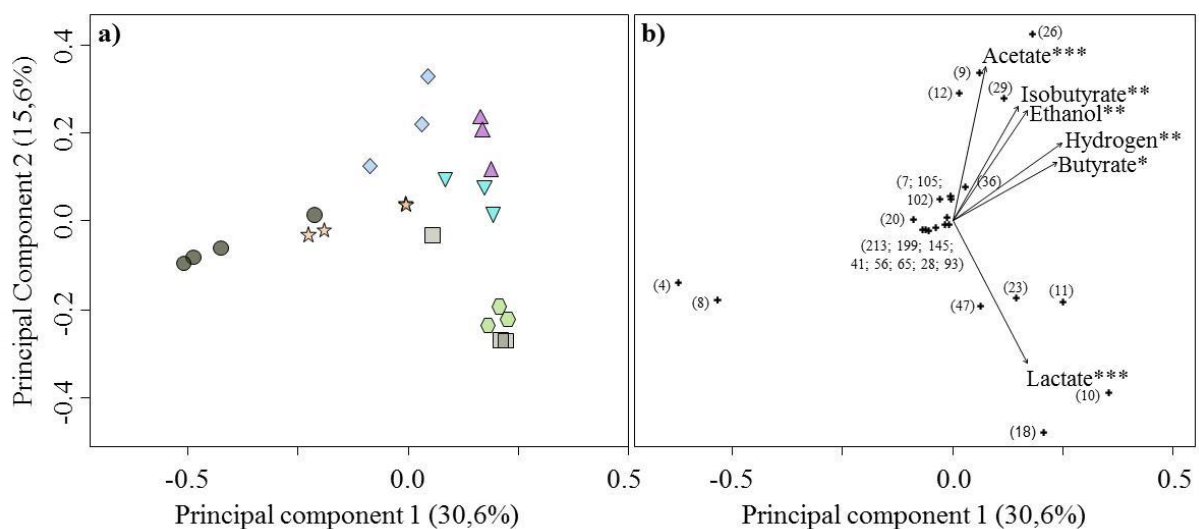 a)
0.4
0.2
0.0
-0.2
-0.4
Principal Component 2 (15,6%)
-0.5
0.0
0.5
Principal component 1 (30,6%)
b)
(26)
Acetate***
(9)
(12)
(29)
Isobutyrate**
Ethanol**
Hydrogen**
Butyrate*
(7; 105;
102)
(36)
(20)
(213; 199; 145;
41; 56; 65; 28; 93)
(4)
(8)
(47)
(23)
(11)
Lactate***
(10)
(18)
-0.5
0.0
0.5
Principal component 1 (30,6%)